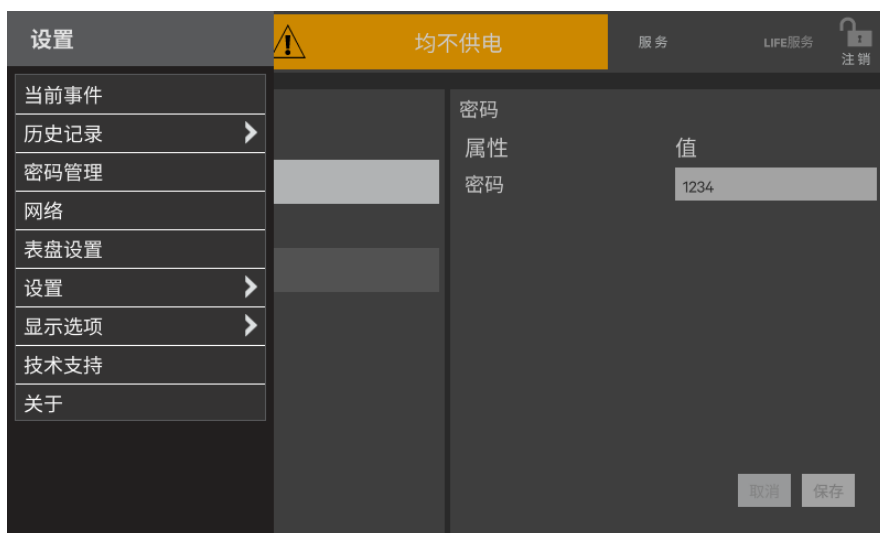 设置
均不供电
服务
LIFE服务
注销
当前事件
历史记录
密码管理
网络
表盘设置
设置
显示选项
技术支持
关于
密码
属性 值
密码 1234
取消 保存